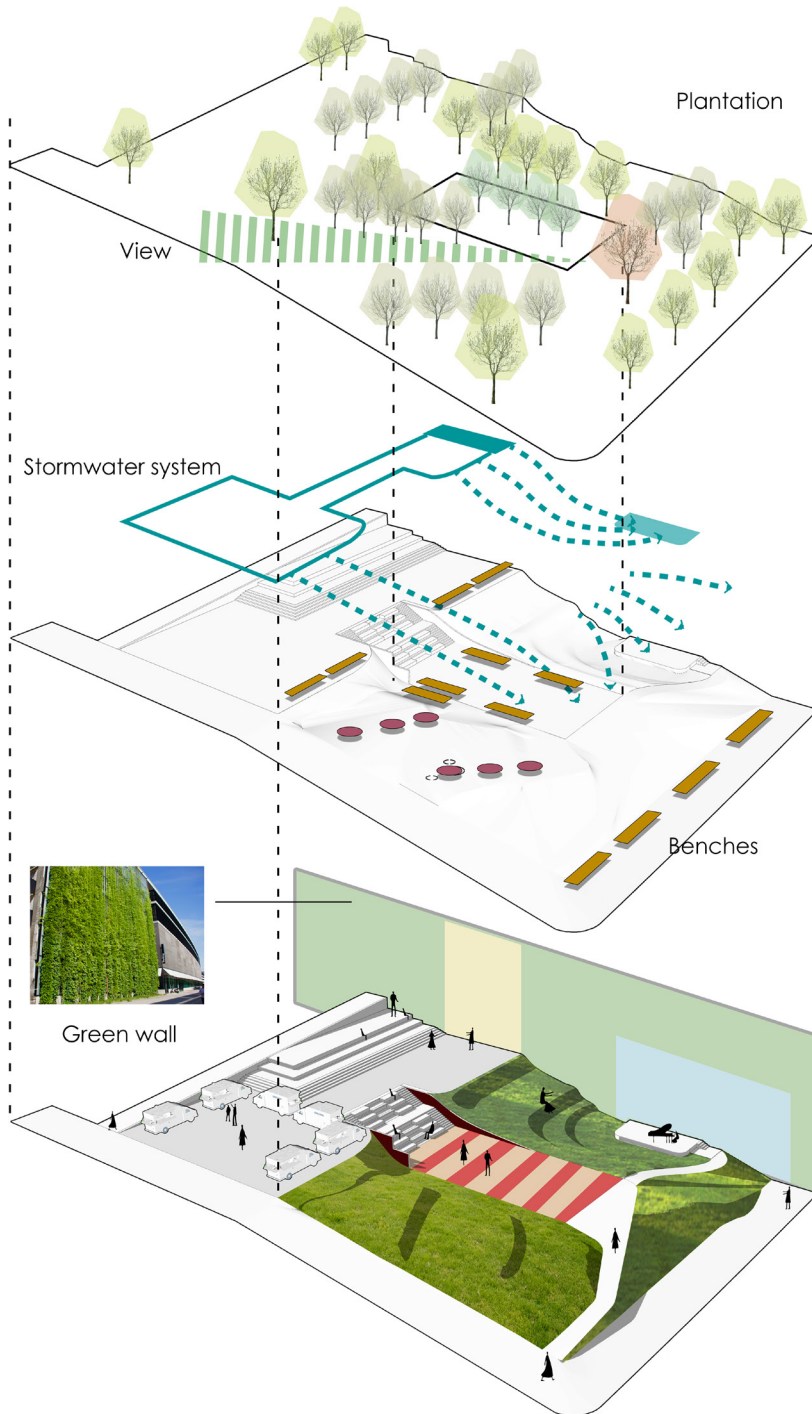 Plantation
View
Stormwater system
Benches
Green wall